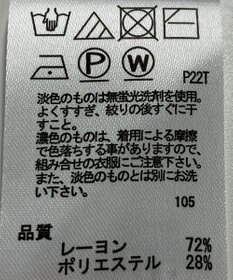 P22T
P
W
淡色のものは無蛍光洗剤を使用。
よくすすぎ、絞りの後すぐに干
すこと。
濃色のものは、着用による摩擦
で色落ちする事がありますので、
組み合せの衣服にご注意下さい。
また、淡色のものとは別にお洗
い下さい。
105
品質
レーヨン 72%
ポリエステル 28%